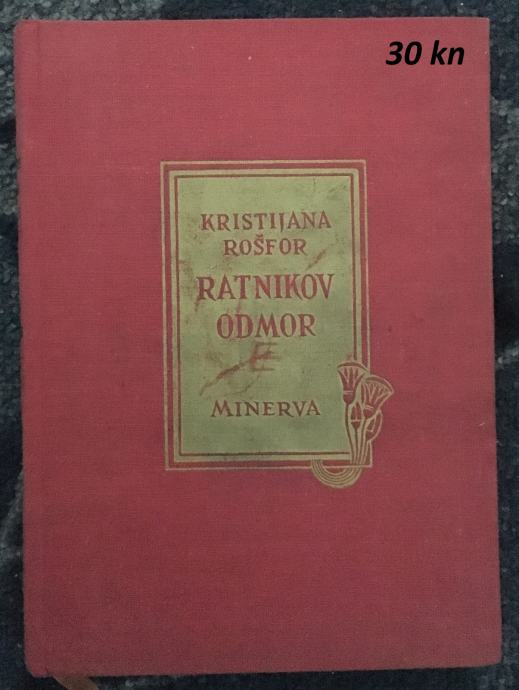 30 kn
KRISTIJANA
ROŠFOR
RATNIKOV
ODMOR
MINERVA